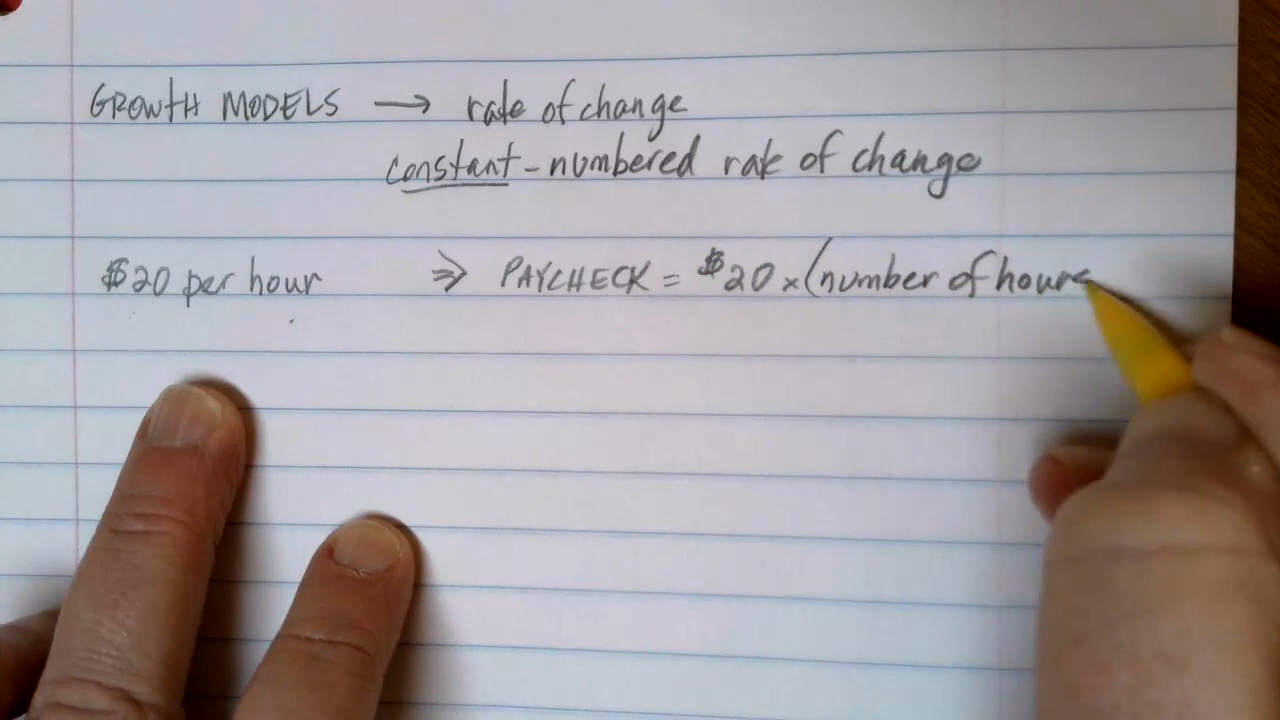 GROWTH MODELS → rate of change
constant-numbered rate of change
$20 per hour ⇒ PAYCHECK = $20 × (number of hours